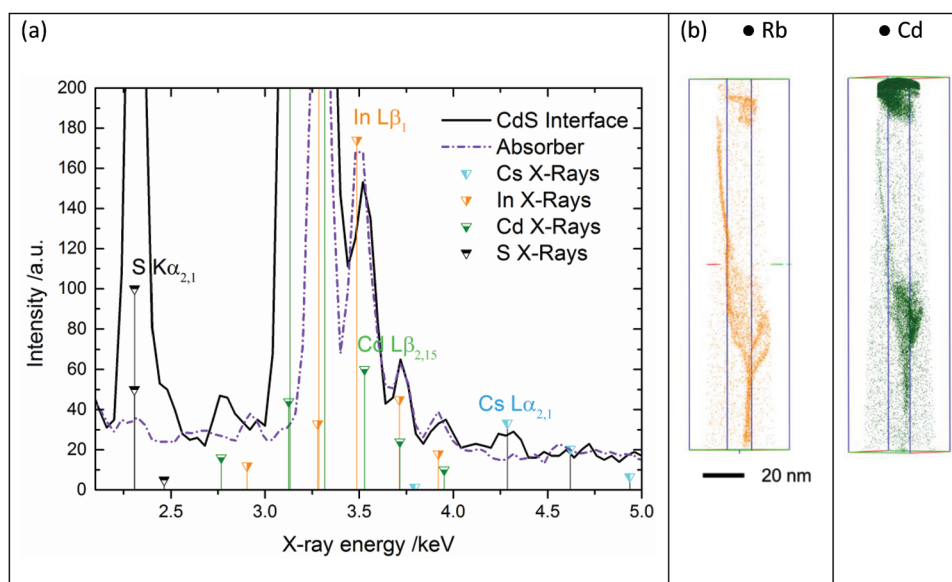 (a)
200
180
160
140
120
100
80
60
40
20
0
Intensity /a.u.
In Lβ₁
CdS Interface
Absorber
Cs X-Rays
In X-Rays
Cd X-Rays
S X-Rays
S Kα₂,₁
Cd Lβ₂,₁₅
Cs Lα₂,₁
2.5 3.0 3.5 4.0 4.5 5.0
X-ray energy /keV
(b) ● Rb
● Cd
20 nm